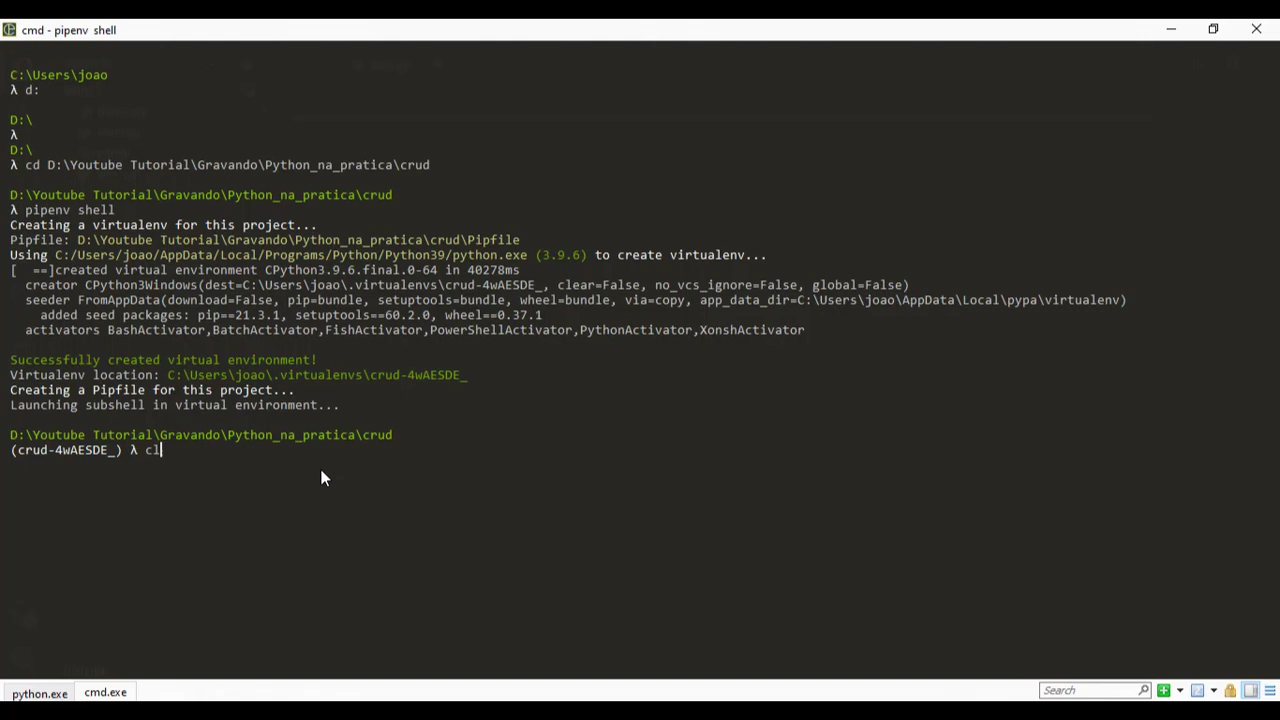 cmd - pipenv shell
C:\Users\joao
λ d:
D:\
λ
D:\
λ cd D:\Youtube Tutorial\Gravando\Python_na_pratica\crud
D:\Youtube Tutorial\Gravando\Python_na_pratica\crud
λ pipenv shell
Creating a virtualenv for this project...
Pipfile: D:\Youtube Tutorial\Gravando\Python_na_pratica\crud\Pipfile
Using C:/Users/joao/AppData/Local/Programs/Python/Python39/python.exe (3.9.6) to create virtualenv...
[  ==]created virtual environment CPython3.9.6.final.0-64 in 40278ms
creator CPython3Windows(dest=C:\Users\joao\.virtualenvs\crud-4wAESDE_, clear=False, no_vcs_ignore=False, global=False)
seeder FromAppData(download=False, pip=bundle, setuptools=bundle, wheel=bundle, via=copy, app_data_dir=C:\Users\joao\AppData\Local\pypa\virtualenv)
added seed packages: pip==21.3.1, setuptools==60.2.0, wheel==0.37.1
activators BashActivator,BatchActivator,FishActivator,PowerShellActivator,PythonActivator,XonshActivator
Successfully created virtual environment!
Virtualenv location: C:\Users\joao\.virtualenvs\crud-4wAESDE_
Creating a Pipfile for this project...
Launching subshell in virtual environment...
D:\Youtube Tutorial\Gravando\Python_na_pratica\crud
(crud-4wAESDE_) λ cl
python.exe cmd.exe Search